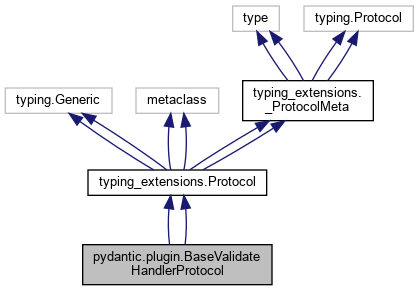 type
typing.Protocol
typing.Generic
metaclass
typing_extensions.
_ProtocolMeta
typing_extensions.Protocol
pydantic.plugin.BaseValidate
HandlerProtocol